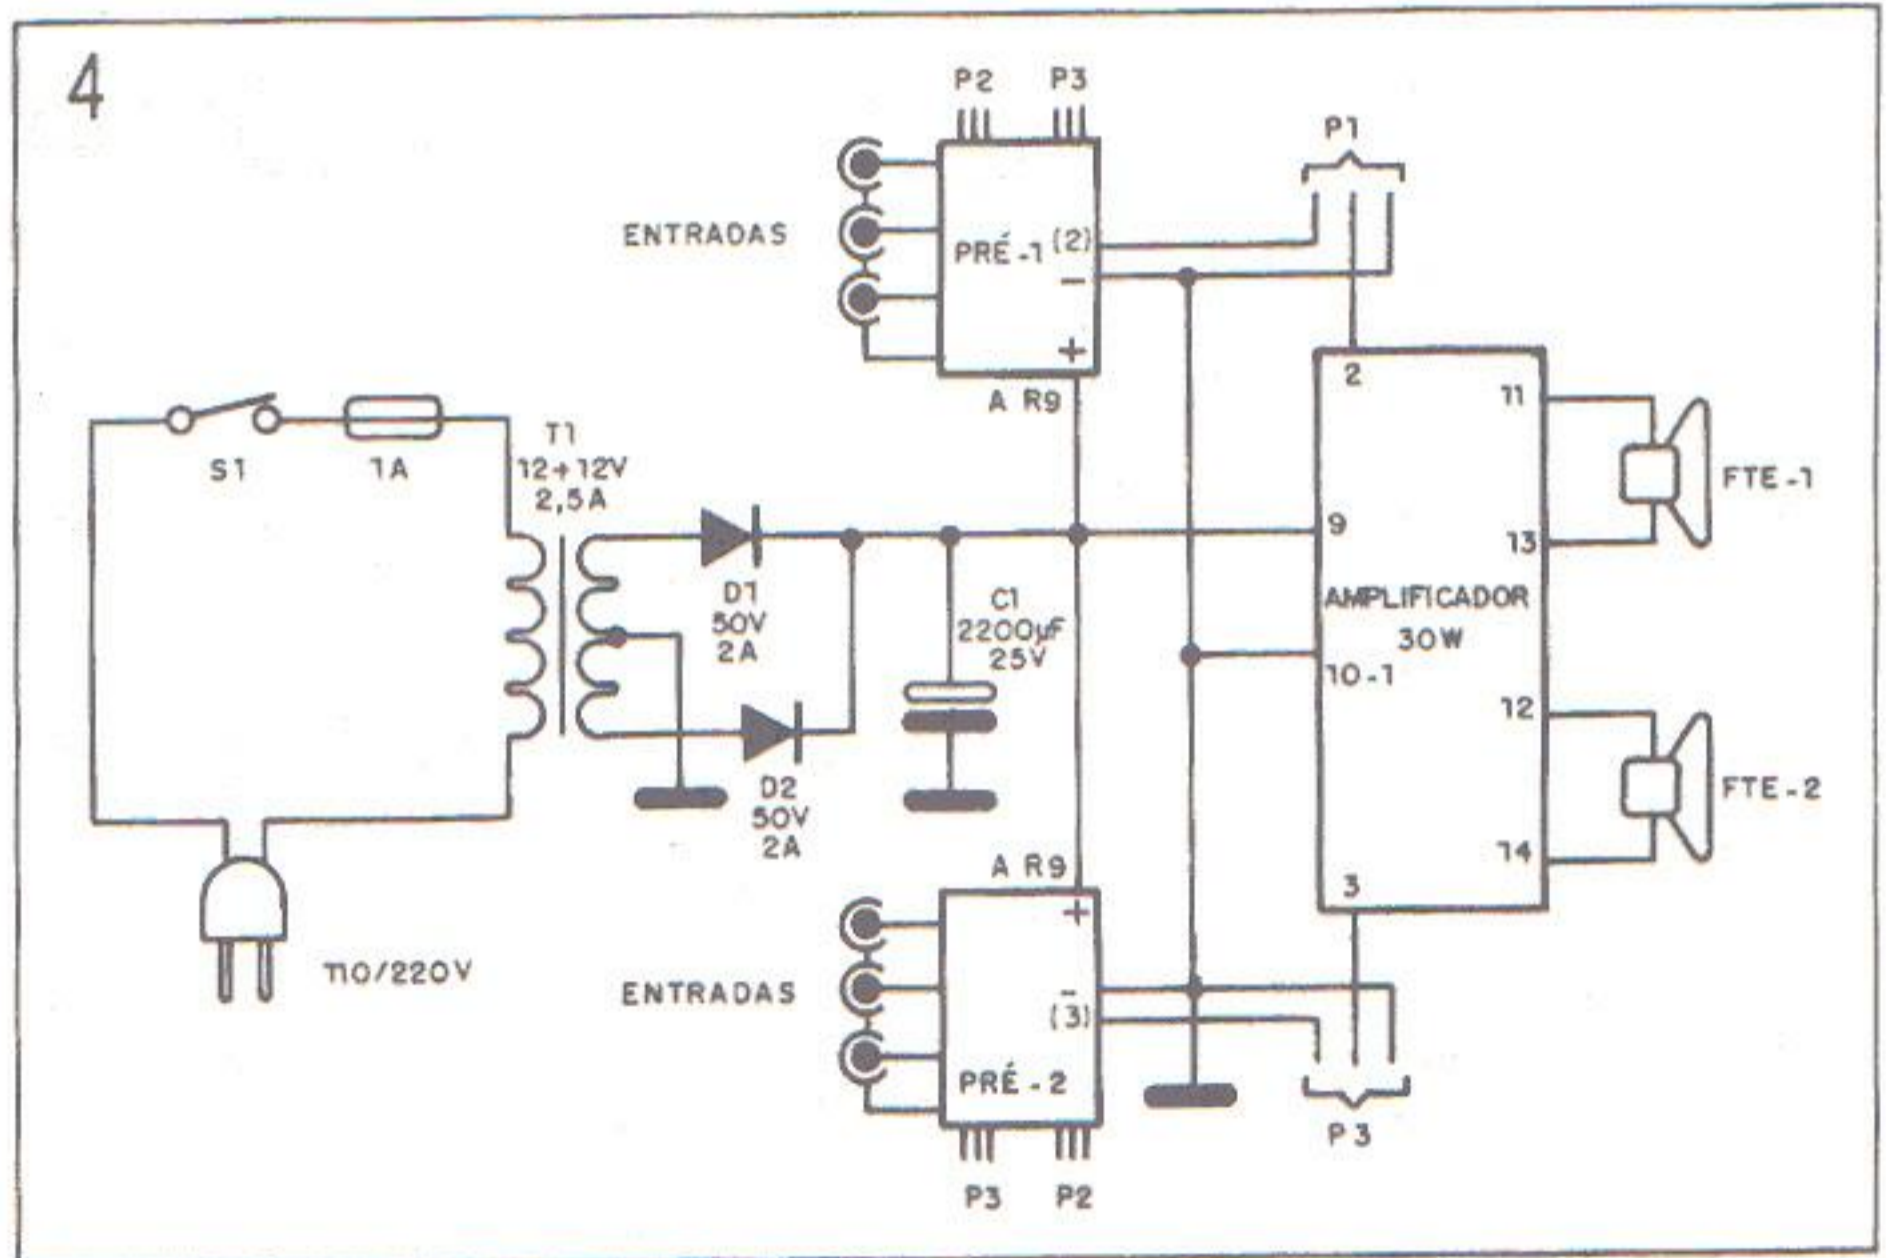 4
P2 P3
P1
ENTRADAS
PRÉ-1 (2)
-
+
A R9
S1
1A
T1
12+12V
2,5A
D1
50V
2A
D2
50V
2A
C1
2200µF
25V
2
11
9
13
AMPLIFICADOR
30W
10-1
12
14
3
FTE-1
FTE-2
110/220V
A R9
+
-
(3)
ENTRADAS
PRÉ-2
P3 P2
P3